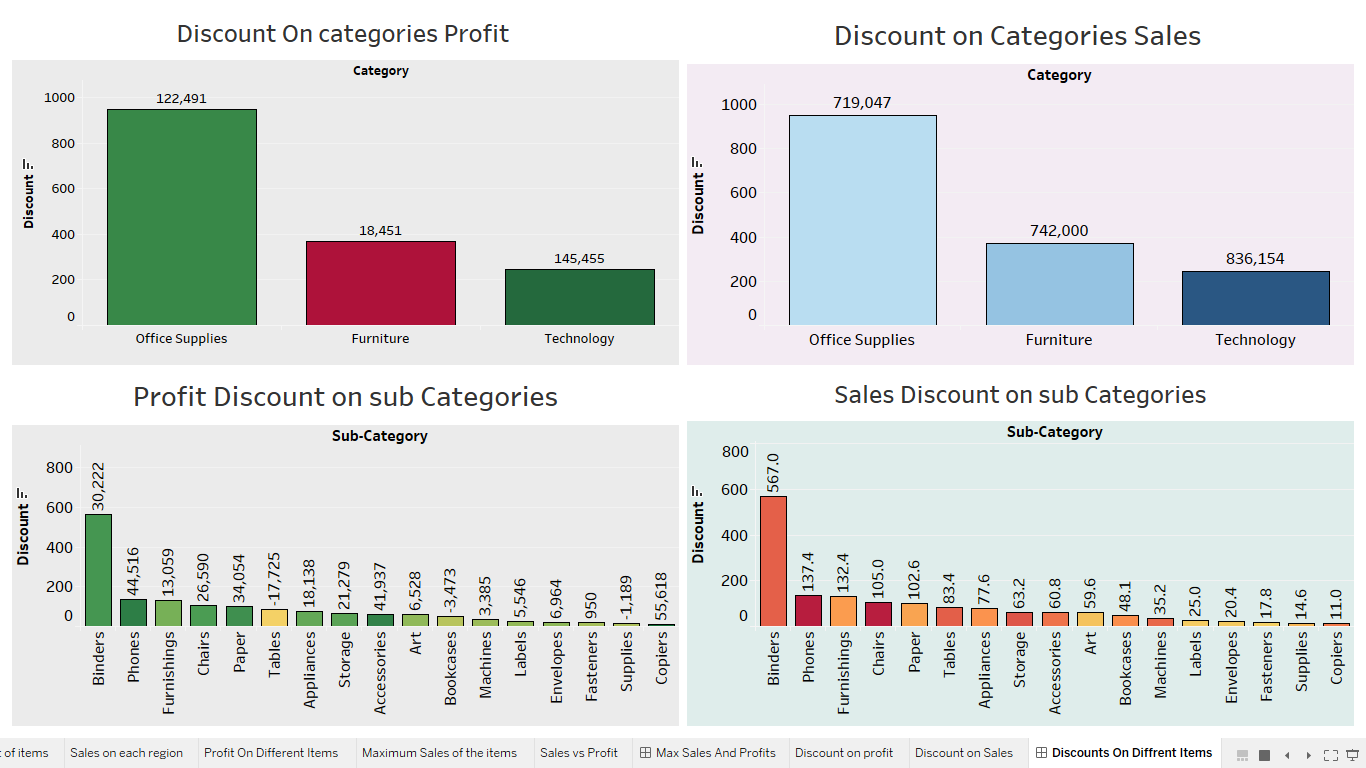 Discount On categories Profit
Category
Discount
1000
800
600
400
200
0
122,491
18,451
145,455
Office Supplies
Furniture
Technology
Discount on Categories Sales
Category
Discount
1000
800
600
400
200
0
719,047
742,000
836,154
Office Supplies
Furniture
Technology
Profit Discount on sub Categories
Sub-Category
Discount
800
600
400
200
0
30,222
44,516
13,059
26,590
34,054
-17,725
18,138
21,279
41,937
6,528
-3,473
3,385
5,546
6,964
950
-1,189
55,618
Binders
Phones
Furnishings
Chairs
Paper
Tables
Appliances
Storage
Accessories
Art
Bookcases
Machines
Labels
Envelopes
Fasteners
Supplies
Copiers
Sales Discount on sub Categories
Sub-Category
Discount
800
600
400
200
0
567.0
137.4
132.4
105.0
102.6
83.4
77.6
63.2
60.8
59.6
48.1
35.2
25.0
20.4
17.8
14.6
11.0
Binders
Phones
Furnishings
Chairs
Paper
Tables
Appliances
Storage
Accessories
Art
Bookcases
Machines
Labels
Envelopes
Fasteners
Supplies
Copiers
of items
Sales on each region
Profit On Different Items
Maximum Sales of the items
Sales vs Profit
Max Sales And Profits
Discount on profit
Discount on Sales
Discounts On Diffrent Items